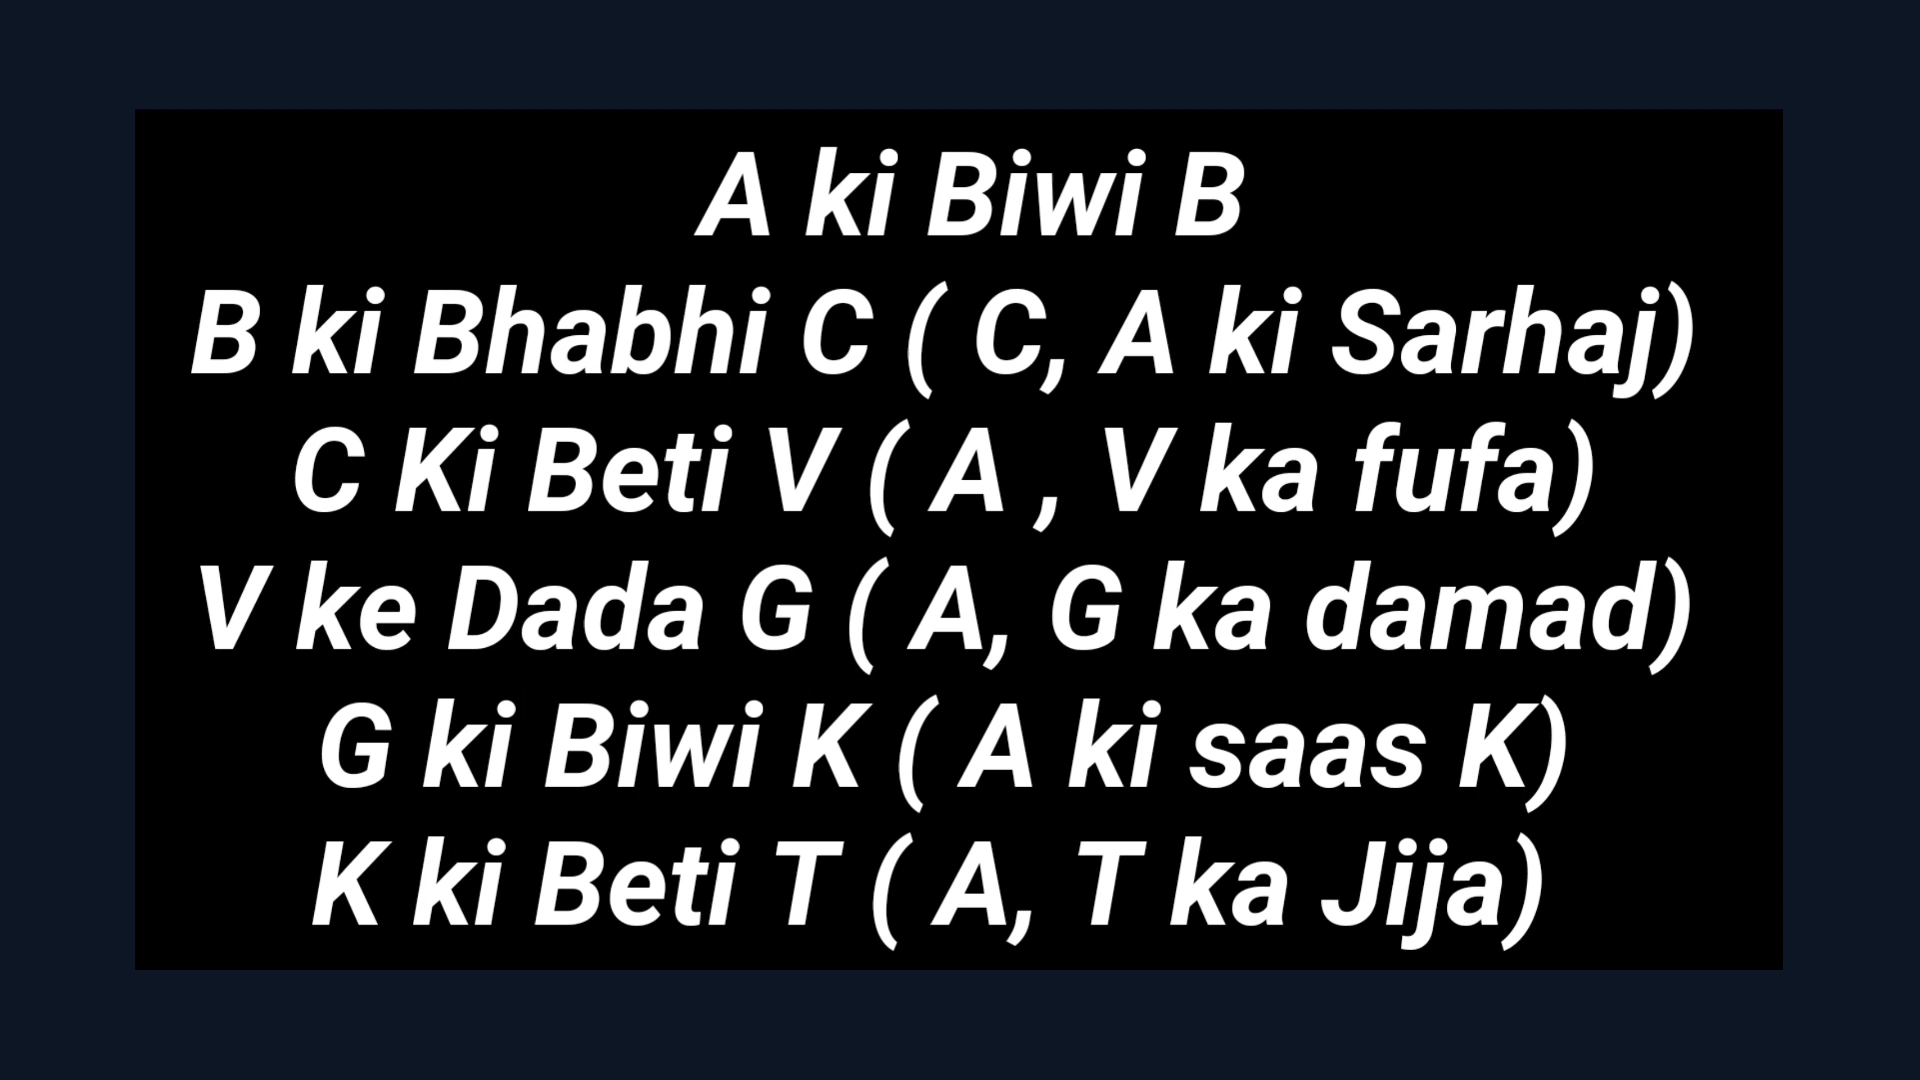 A ki Biwi B
B ki Bhabhi C ( C, A ki Sarhaj)
C Ki Beti V ( A , V ka fufa)
V ke Dada G ( A, G ka damad)
G ki Biwi K ( A ki saas K)
K ki Beti T ( A, T ka Jija)